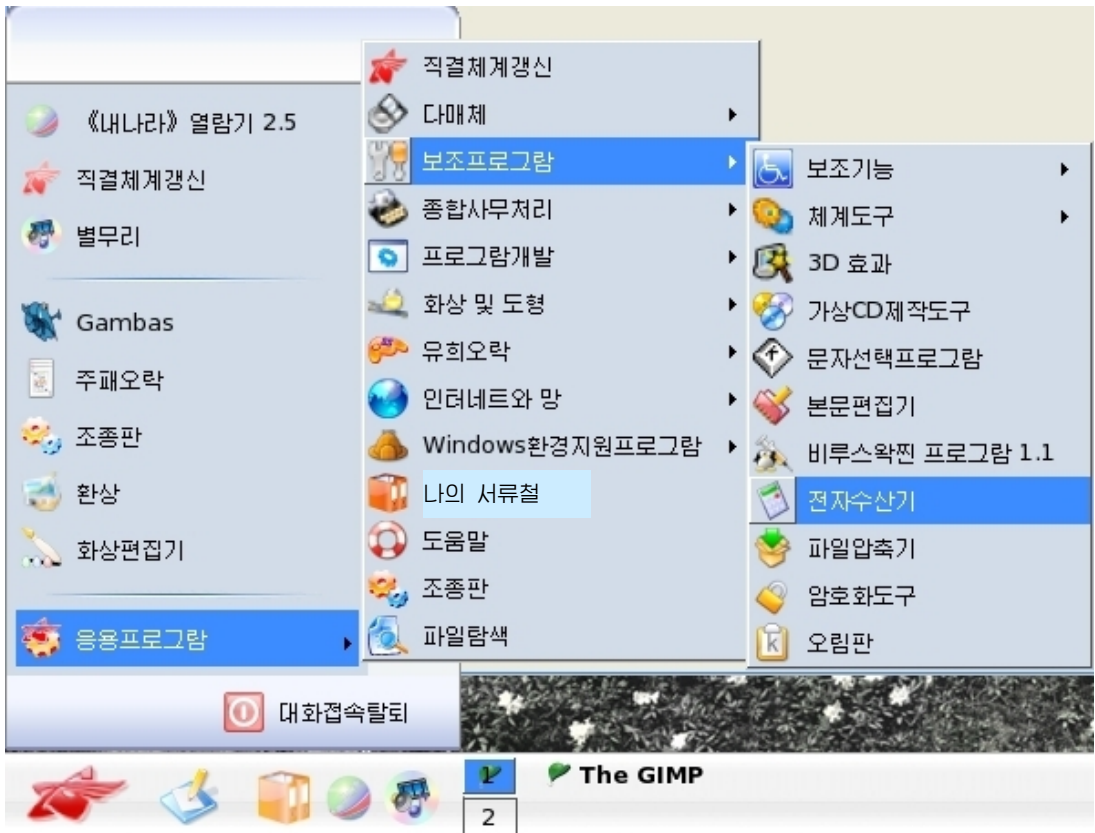 《내나라》 열람기 2.5
직결체계갱신
별무리
Gambas
주패오락
조종판
환상
화상편집기
응용프로그람
대화접속탈퇴
직결체계갱신
다매체
보조프로그람
종합사무처리
프로그람개발
화상 및 도형
유희오락
인터네트와 망
Windows환경지원프로그람
나의 서류철
도움말
조종판
파일탐색
보조기능
체계도구
3D 효과
가상CD제작도구
문자선택프로그람
본문편집기
비루스왁찐 프로그람 1.1
전자수산기
파일압축기
암호화도구
오림판
1
The GIMP
2